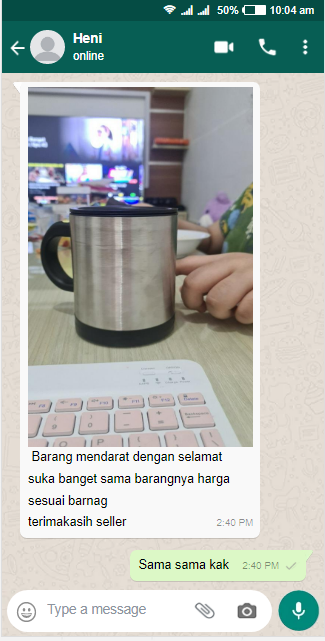 50% 10:04 am
Heni
online
Barang mendarat dengan selamat
suka banget sama barangnya harga
sesuai barnag
terimakasih seller 2:40 PM
Sama sama kak 2:40 PM
Type a message